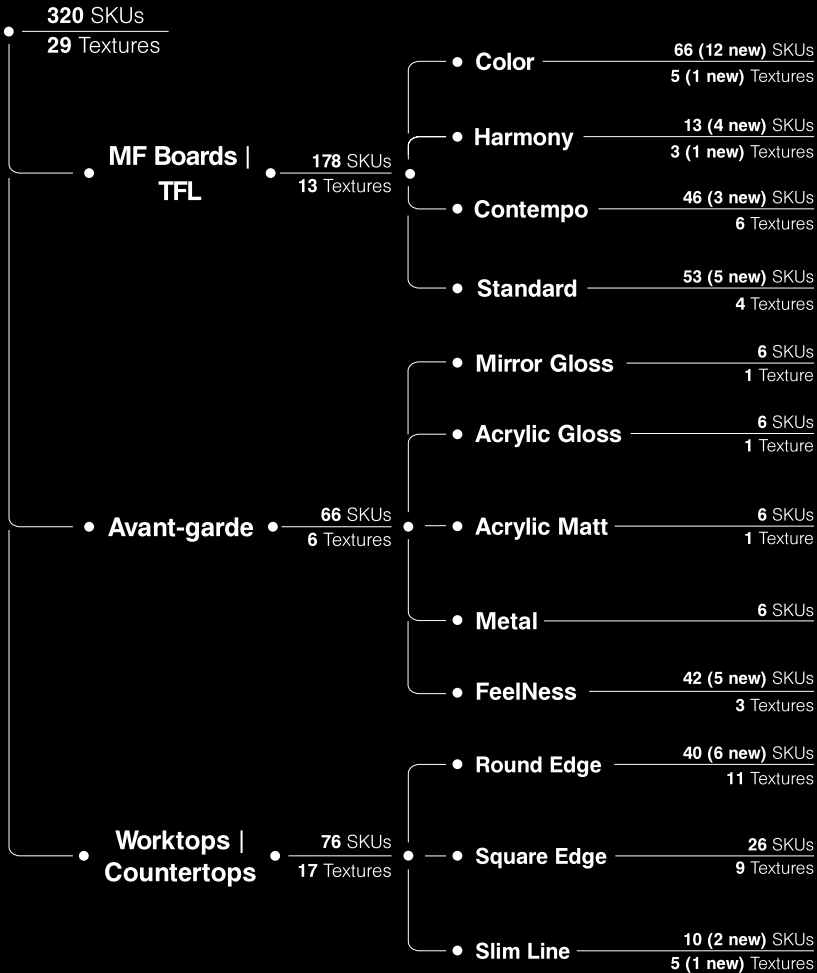 320 SKUs
29 Textures
MF Boards |
TFL
178 SKUs
13 Textures
Color
66 (12 new) SKUs
5 (1 new) Textures
Harmony
13 (4 new) SKUs
3 (1 new) Textures
Contempo
46 (3 new) SKUs
6 Textures
Standard
53 (5 new) SKUs
4 Textures
Avant-garde
66 SKUs
6 Textures
Mirror Gloss
6 SKUs
1 Texture
Acrylic Gloss
6 SKUs
1 Texture
Acrylic Matt
6 SKUs
1 Texture
Metal
6 SKUs
FeelNess
42 (5 new) SKUs
3 Textures
Worktops |
Countertops
76 SKUs
17 Textures
Round Edge
40 (6 new) SKUs
11 Textures
Square Edge
26 SKUs
9 Textures
Slim Line
10 (2 new) SKUs
5 (1 new) Textures